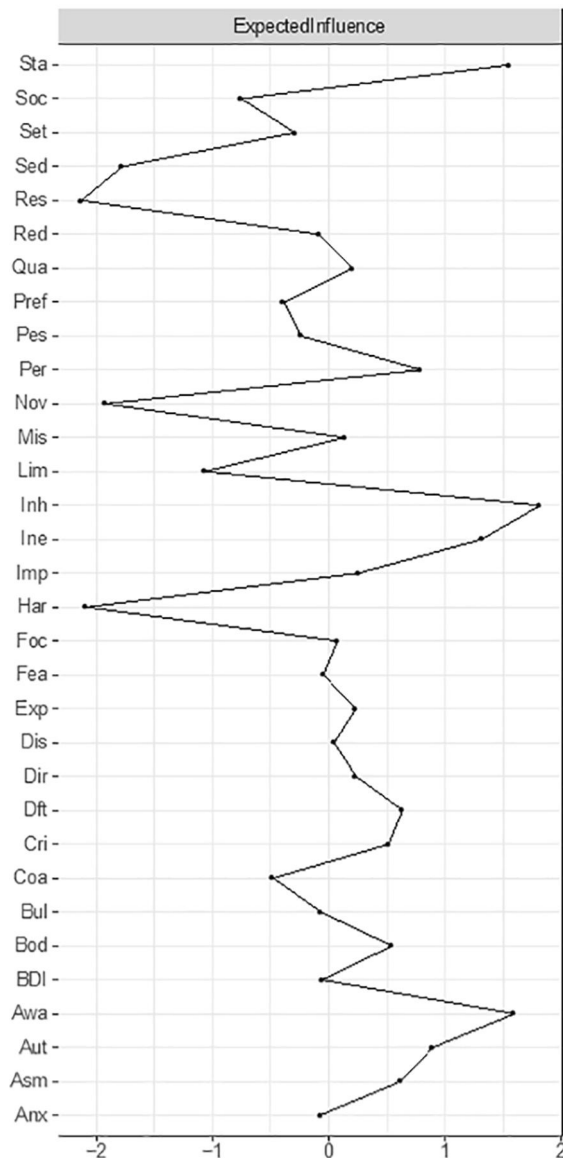 ExpectedInfluence
Sta
Soc
Set
Sed
Res
Red
Qua
Pref
Pes
Per
Nov
Mis
Lim
Inh
Ine
Imp
Har
Foc
Fea
Exp
Dis
Dir
Dft
Cri
Coa
Bul
Bod
BDI
Awa
Aut
Asm
Anx
−2 −1 0 1 2